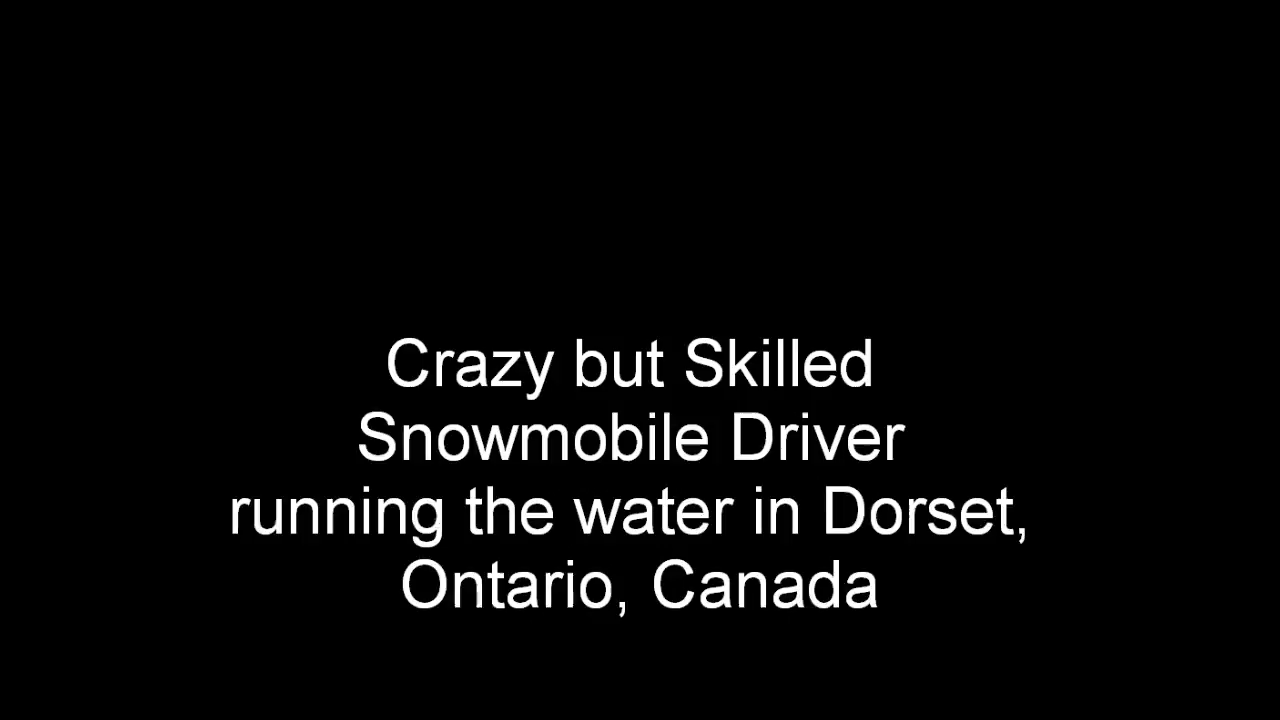 Crazy but Skilled
Snowmobile Driver
running the water in Dorset,
Ontario, Canada